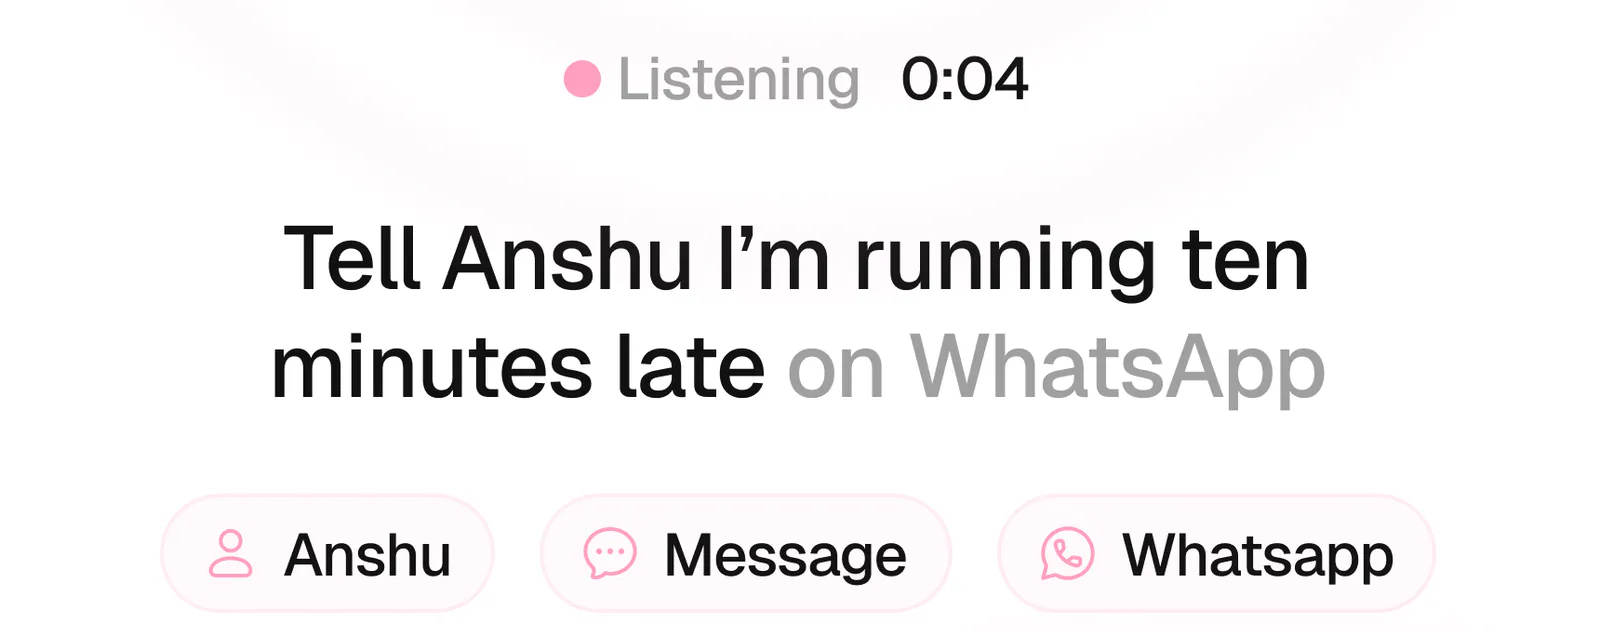 Listening 0:04
Tell Anshu I’m running ten
minutes late on WhatsApp
Anshu Message Whatsapp